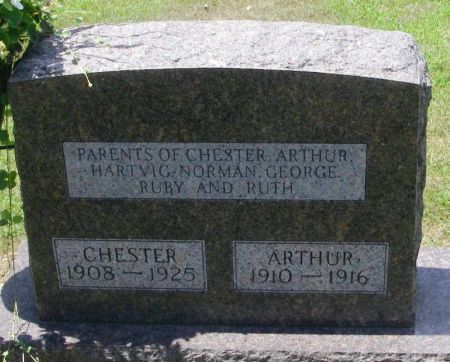 PARENTS OF CHESTER, ARTHUR,
HARTVIG, NORMAN, GEORGE,
RUBY AND RUTH
CHESTER
1908 — 1925
ARTHUR
1910 — 1916